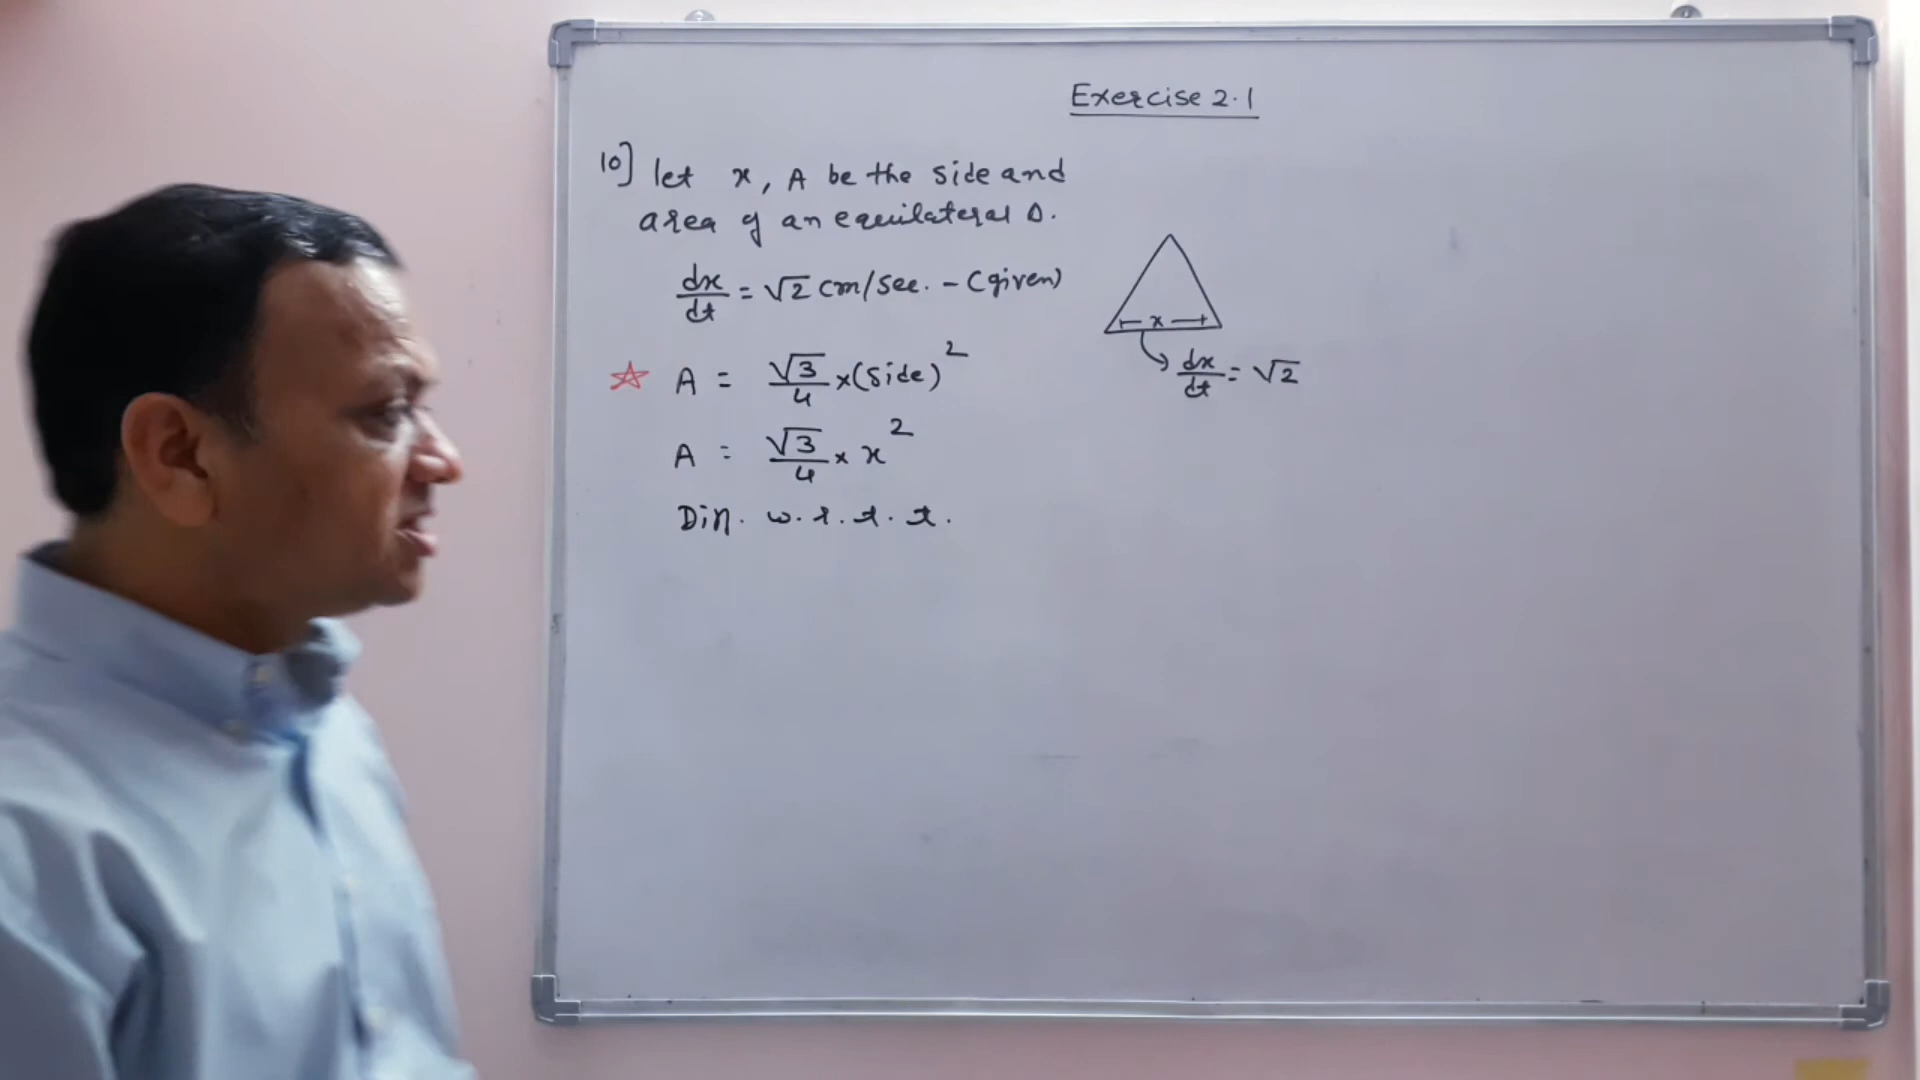 Exercise 2.1
10] let x, A be the side and
area of an equilateral Δ.
dx/dt = √2 cm/sec. - (given)
☆ A = √3/4 × (side)²
A = √3/4 × x²
Diff. w.r.t. t.
x
dx/dt = √2